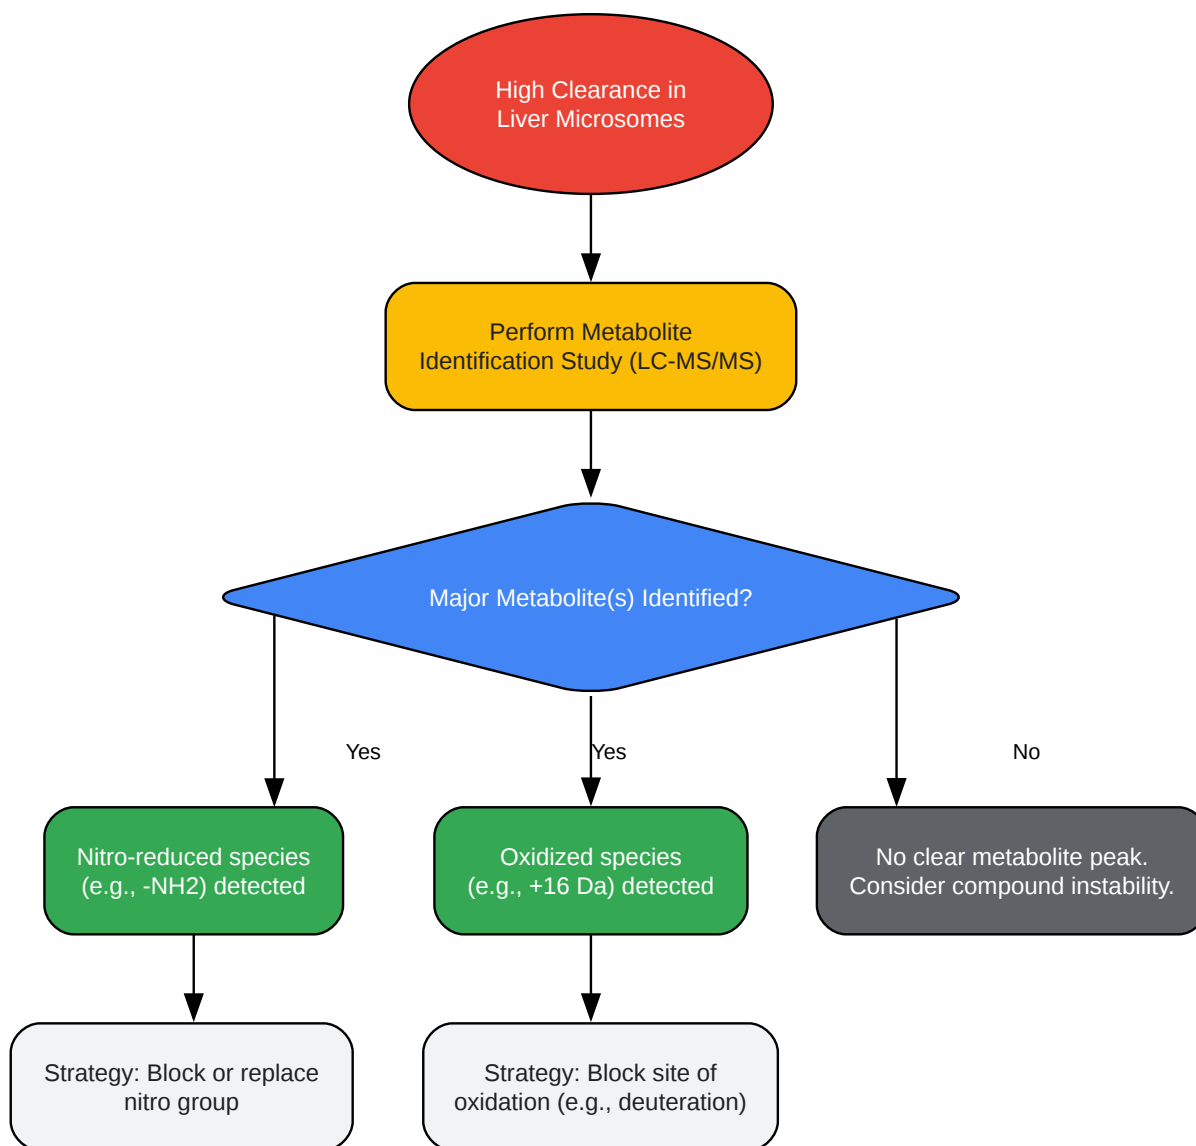 High Clearance in
Liver Microsomes
Perform Metabolite
Identification Study (LC-MS/MS)
Major Metabolite(s) Identified?
Yes
Yes
No
Nitro-reduced species
(e.g., -NH2) detected
Oxidized species
(e.g., +16 Da) detected
No clear metabolite peak.
Consider compound instability.
Strategy: Block or replace
nitro group
Strategy: Block site of
oxidation (e.g., deuteration)